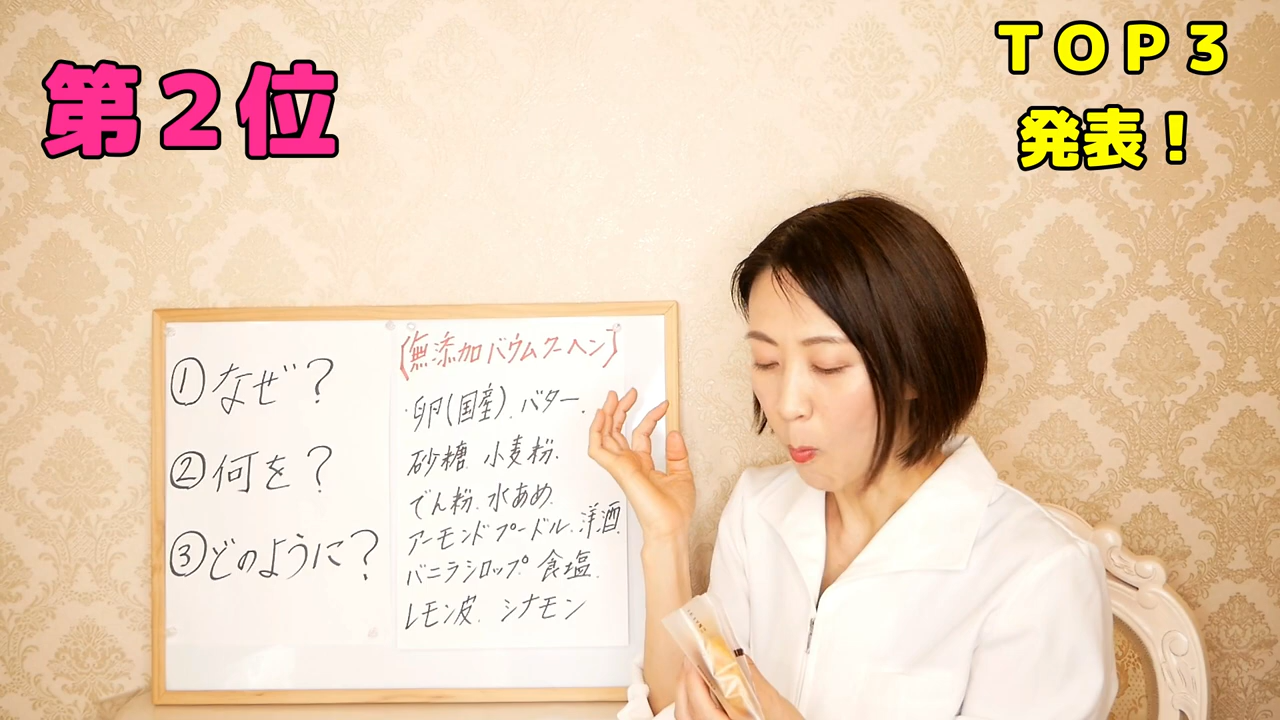 第2位
TOP3
発表！
①なぜ？
②何を？
③どのように？
〔無添加バウムクーヘン〕
・卵(国産)、バター、
砂糖、小麦粉、
でん粉、水あめ、
アーモンドプードル、洋酒、
バニラシロップ、食塩、
レモン皮、シナモン